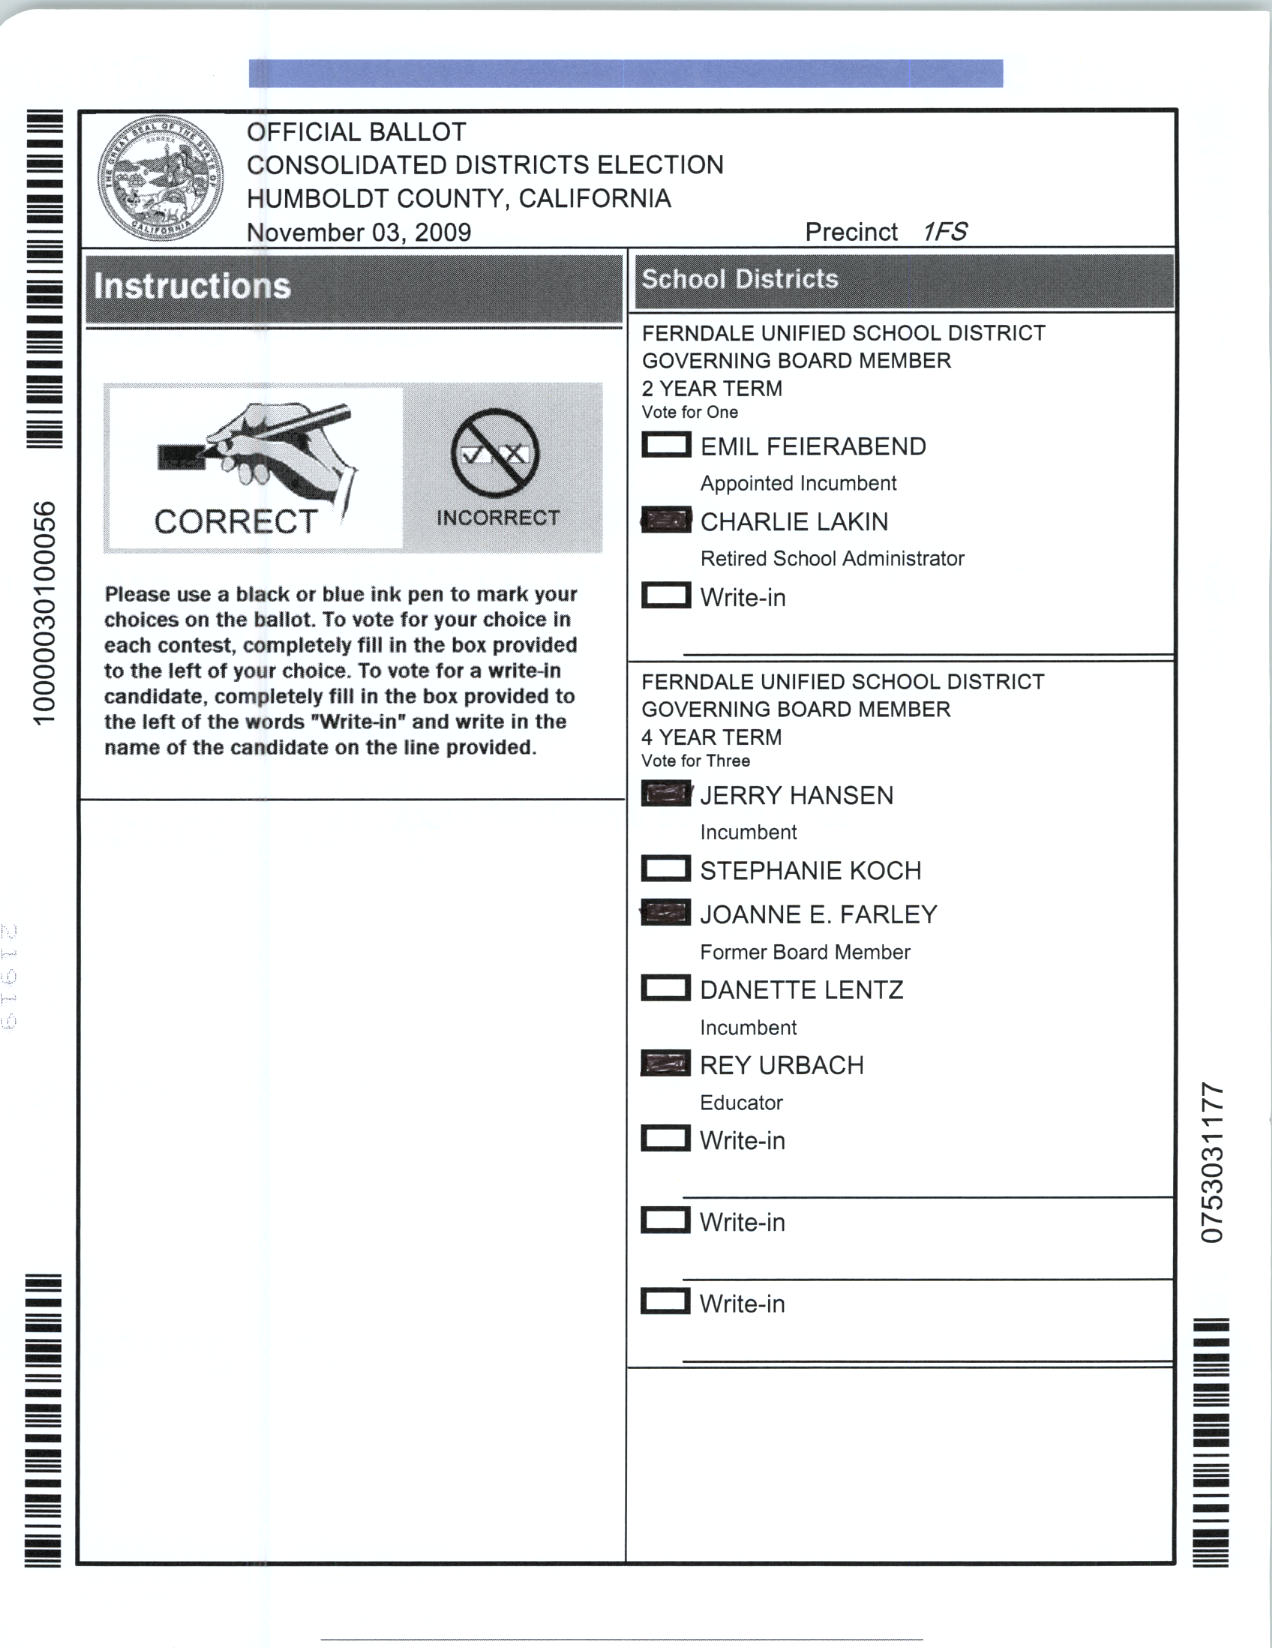 OFFICIAL BALLOT
CONSOLIDATED DISTRICTS ELECTION
HUMBOLDT COUNTY, CALIFORNIA
November 03, 2009
Precinct 1FS
THE GREAT SEAL OF THE STATE OF CALIFORNIA
EUREKA
Instructions
CORRECT
INCORRECT
Please use a black or blue ink pen to mark your
choices on the ballot. To vote for your choice in
each contest, completely fill in the box provided
to the left of your choice. To vote for a write-in
candidate, completely fill in the box provided to
the left of the words "Write-in" and write in the
name of the candidate on the line provided.
School Districts
FERNDALE UNIFIED SCHOOL DISTRICT
GOVERNING BOARD MEMBER
2 YEAR TERM
Vote for One
EMIL FEIERABEND
Appointed Incumbent
CHARLIE LAKIN
Retired School Administrator
Write-in
FERNDALE UNIFIED SCHOOL DISTRICT
GOVERNING BOARD MEMBER
4 YEAR TERM
Vote for Three
JERRY HANSEN
Incumbent
STEPHANIE KOCH
JOANNE E. FARLEY
Former Board Member
DANETTE LENTZ
Incumbent
REY URBACH
Educator
Write-in
Write-in
Write-in
10000030100056
0753031177